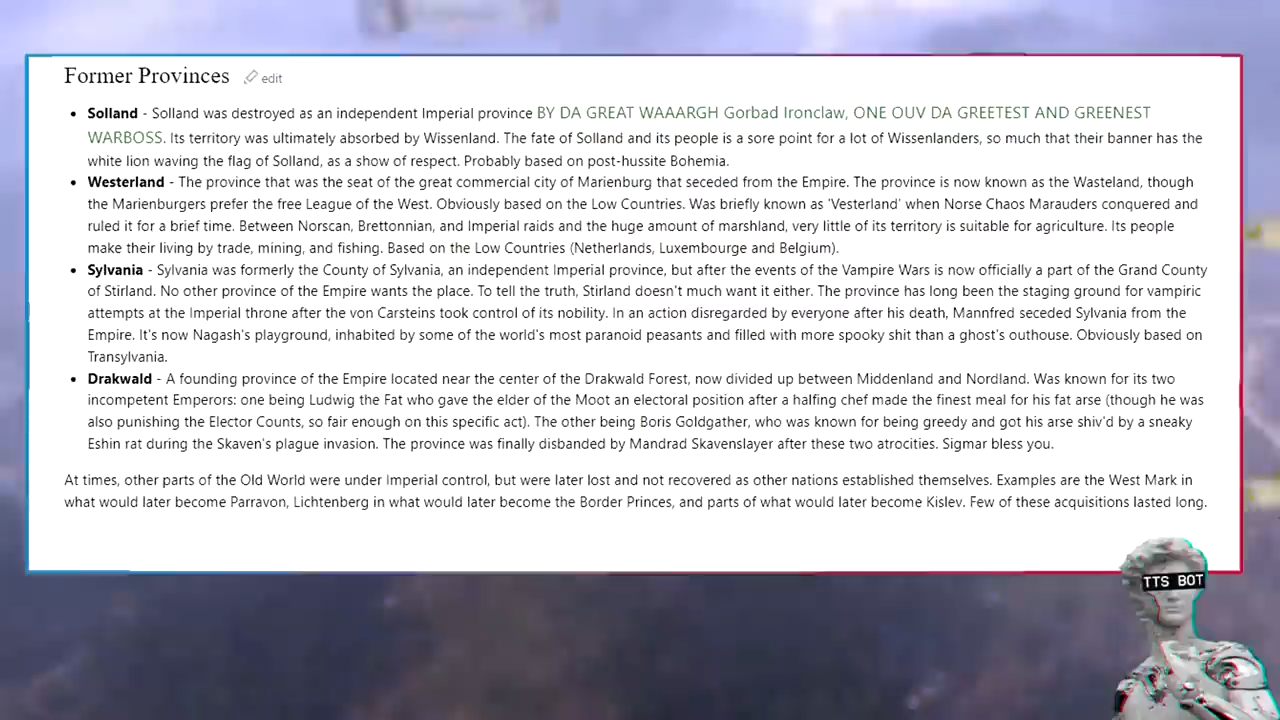 Former Provinces edit
• Solland - Solland was destroyed as an independent Imperial province BY DA GREAT WAAARGH Gorbad Ironclaw, ONE OUV DA GREETEST AND GREENEST
WARBOSS. Its territory was ultimately absorbed by Wissenland. The fate of Solland and its people is a sore point for a lot of Wissenlanders, so much that their banner has the
white lion waving the flag of Solland, as a show of respect. Probably based on post-hussite Bohemia.
• Westerland - The province that was the seat of the great commercial city of Marienburg that seceded from the Empire. The province is now known as the Wasteland, though
the Marienburgers prefer the free League of the West. Obviously based on the Low Countries. Was briefly known as 'Vesterland' when Norse Chaos Marauders conquered and
ruled it for a brief time. Between Norscan, Brettonnian, and Imperial raids and the huge amount of marshland, very little of its territory is suitable for agriculture. Its people
make their living by trade, mining, and fishing. Based on the Low Countries (Netherlands, Luxembourge and Belgium).
• Sylvania - Sylvania was formerly the County of Sylvania, an independent Imperial province, but after the events of the Vampire Wars is now officially a part of the Grand County
of Stirland. No other province of the Empire wants the place. To tell the truth, Stirland doesn't much want it either. The province has long been the staging ground for vampiric
attempts at the Imperial throne after the von Carsteins took control of its nobility. In an action disregarded by everyone after his death, Mannfred seceded Sylvania from the
Empire. It's now Nagash's playground, inhabited by some of the world's most paranoid peasants and filled with more spooky shit than a ghost's outhouse. Obviously based on
Transylvania.
• Drakwald - A founding province of the Empire located near the center of the Drakwald Forest, now divided up between Middenland and Nordland. Was known for its two
incompetent Emperors: one being Ludwig the Fat who gave the elder of the Moot an electoral position after a halfing chef made the finest meal for his fat arse (though he was
also punishing the Elector Counts, so fair enough on this specific act). The other being Boris Goldgather, who was known for being greedy and got his arse shiv'd by a sneaky
Eshin rat during the Skaven's plague invasion. The province was finally disbanded by Mandrad Skavenslayer after these two atrocities. Sigmar bless you.
At times, other parts of the Old World were under Imperial control, but were later lost and not recovered as other nations established themselves. Examples are the West Mark in
what would later become Parravon, Lichtenberg in what would later become the Border Princes, and parts of what would later become Kislev. Few of these acquisitions lasted long.
TTS BOT